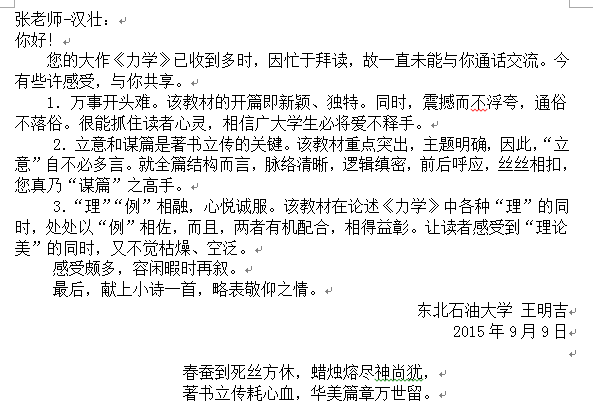 张老师-汉壮：
你好！
您的大作《力学》已收到多时，因忙于拜读，故一直未能与你通话交流。今
有些许感受，与你共享。
1．万事开头难。该教材的开篇即新颖、独特。同时，震撼而不浮夸，通俗
不落俗。很能抓住读者心灵，相信广大学生必将爱不释手。
2．立意和谋篇是著书立传的关键。该教材重点突出，主题明确，因此，“立
意”自不必多言。就全篇结构而言，脉络清晰，逻辑缜密，前后呼应，丝丝相扣，
您真乃“谋篇”之高手。
3.“理”“例”相融，心悦诚服。该教材在论述《力学》中各种“理”的同
时，处处以“例”相佐，而且，两者有机配合，相得益彰。让读者感受到“理论
美”的同时，又不觉枯燥、空泛。
感受颇多，容闲暇时再叙。
最后，献上小诗一首，略表敬仰之情。
东北石油大学 王明吉
2015年9月9日
春蚕到死丝方休，蜡烛熔尽神尚犹，
著书立传耗心血，华美篇章万世留。